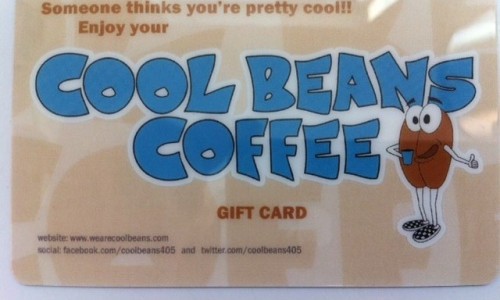 Someone thinks you're pretty cool!!!
Enjoy your
COOL BEANS
COFFEE
GIFT CARD
website: www.wearecoolbeans.com
social: facebook.com/coolbeans405 and twitter.com/coolbeans405